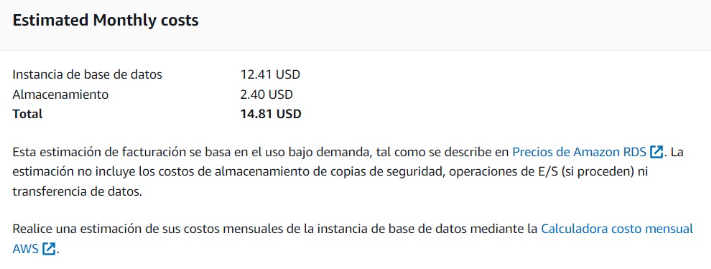 Estimated Monthly costs
Instancia de base de datos 12.41 USD
Almacenamiento 2.40 USD
Total 14.81 USD
Esta estimación de facturación se basa en el uso bajo demanda, tal como se describe en Precios de Amazon RDS. La
estimación no incluye los costos de almacenamiento de copias de seguridad, operaciones de E/S (si proceden) ni
transferencia de datos.
Realice una estimación de sus costos mensuales de la instancia de base de datos mediante la Calculadora costo mensual
AWS.